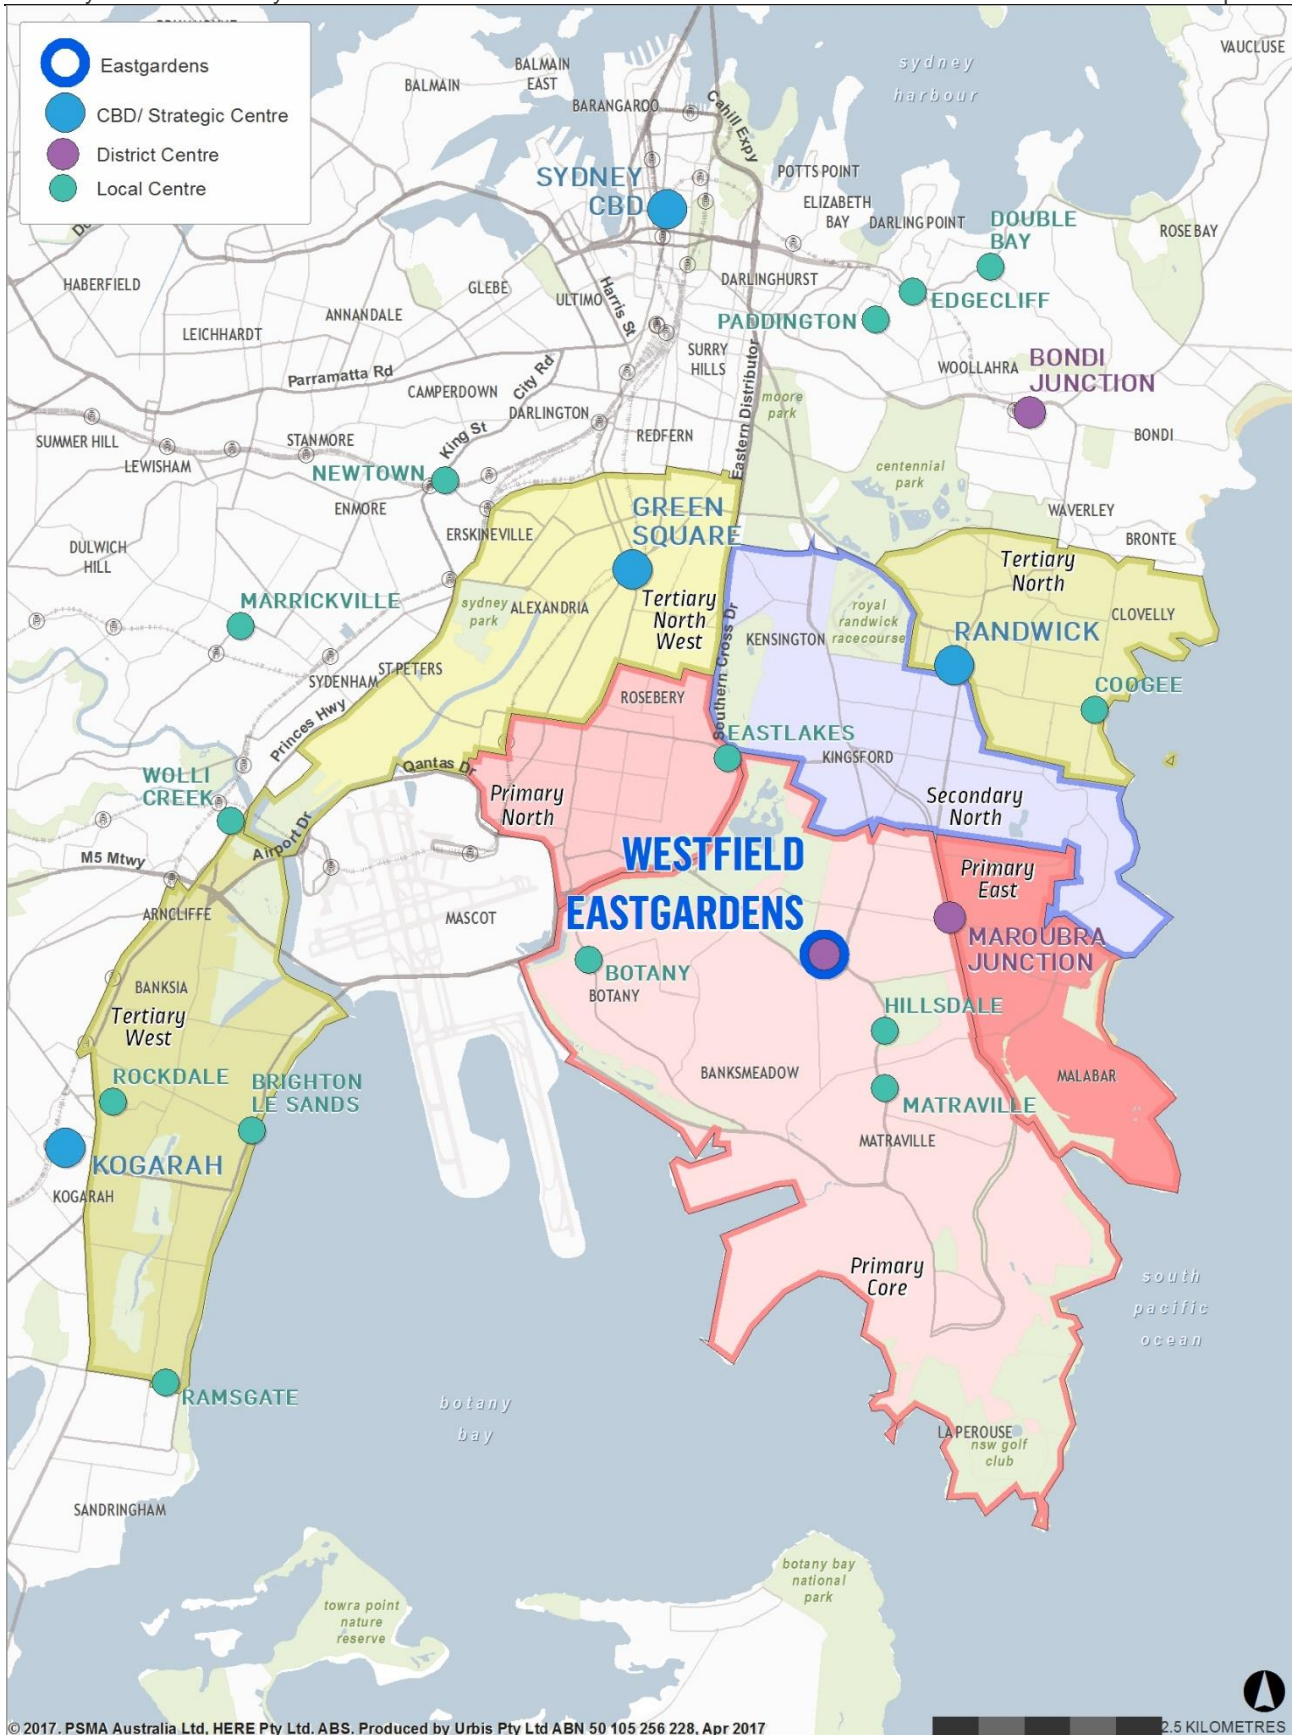 Eastgardens
CBD/ Strategic Centre
District Centre
Local Centre
VAUCLUSE
sydney
harbour
BALMAIN
EAST
BALMAIN
BARANGAROO
Cahill Expy
POTTS POINT
SYDNEY
CBD
ELIZABETH
BAY
DARLING POINT
DOUBLE
BAY
ROSE BAY
HABERFIELD
GLEBE
ULTIMO
Harris St
DARLINGHURST
EDGECLIFF
ANNANDALE
PADDINGTON
LEICHHARDT
SURRY
HILLS
Eastern Distributor
WOOLLAHRA
BONDI
JUNCTION
Parramatta Rd
CAMPERDOWN
City Rd
moore
park
DARLINGTON
SUMMER HILL
STANMORE
King St
REDFERN
BONDI
LEWISHAM
NEWTOWN
centennial
park
ENMORE
GREEN
SQUARE
WAVERLEY
ERSKINEVILLE
BRONTE
DULWICH
HILL
Tertiary
North
MARRICKVILLE
sydney
park
ALEXANDRIA
Tertiary
North
West
Southern Cross Dr
KENSINGTON
royal
randwick
racecourse
CLOVELLY
RANDWICK
ST PETERS
SYDENHAM
ROSEBERY
COOGEE
Princes Hwy
EASTLAKES
KINGSFORD
Qantas Dr
WOLLI
CREEK
Primary
North
Secondary
North
Airport Dr
M5 Mtwy
WESTFIELD
EASTGARDENS
Primary
East
ARNCLIFFE
MASCOT
MAROUBRA
JUNCTION
BOTANY
BOTANY
BANKSIA
HILLSDALE
Tertiary
West
ROCKDALE
BRIGHTON
LE SANDS
BANKSMEADOW
MALABAR
MATRAVILLE
MATRAVILLE
KOGARAH
KOGARAH
Primary
Core
south
pacific
ocean
RAMSGATE
botany
bay
LA PEROUSE
nsw golf
club
SANDRINGHAM
botany bay
national
park
towra point
nature
reserve
© 2017. PSMA Australia Ltd, HERE Pty Ltd. ABS. Produced by Urbis Pty Ltd ABN 50 105 256 228, Apr 2017
2.5 KILOMETRES